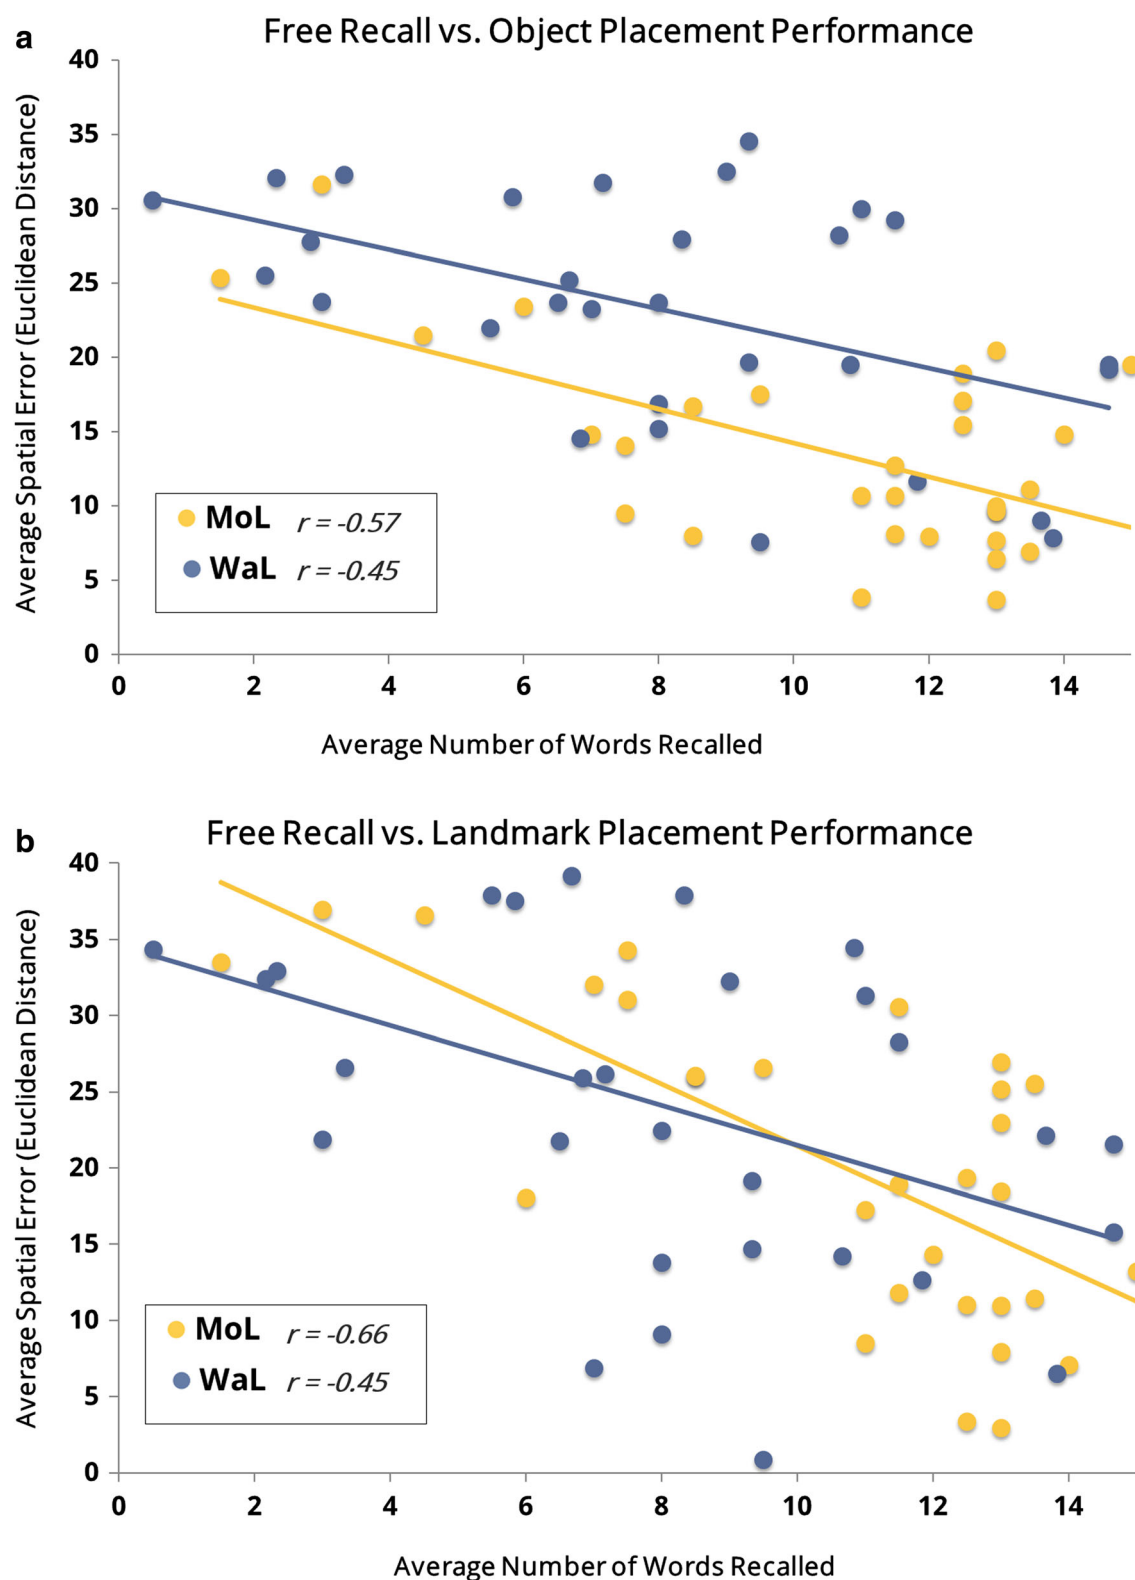 a
Free Recall vs. Object Placement Performance
Average Spatial Error (Euclidean Distance)
40
35
30
25
20
15
10
5
0
MoL r = -0.57
WaL r = -0.45
0 2 4 6 8 10 12 14
Average Number of Words Recalled
b
Free Recall vs. Landmark Placement Performance
Average Spatial Error (Euclidean Distance)
40
35
30
25
20
15
10
5
0
MoL r = -0.66
WaL r = -0.45
0 2 4 6 8 10 12 14
Average Number of Words Recalled